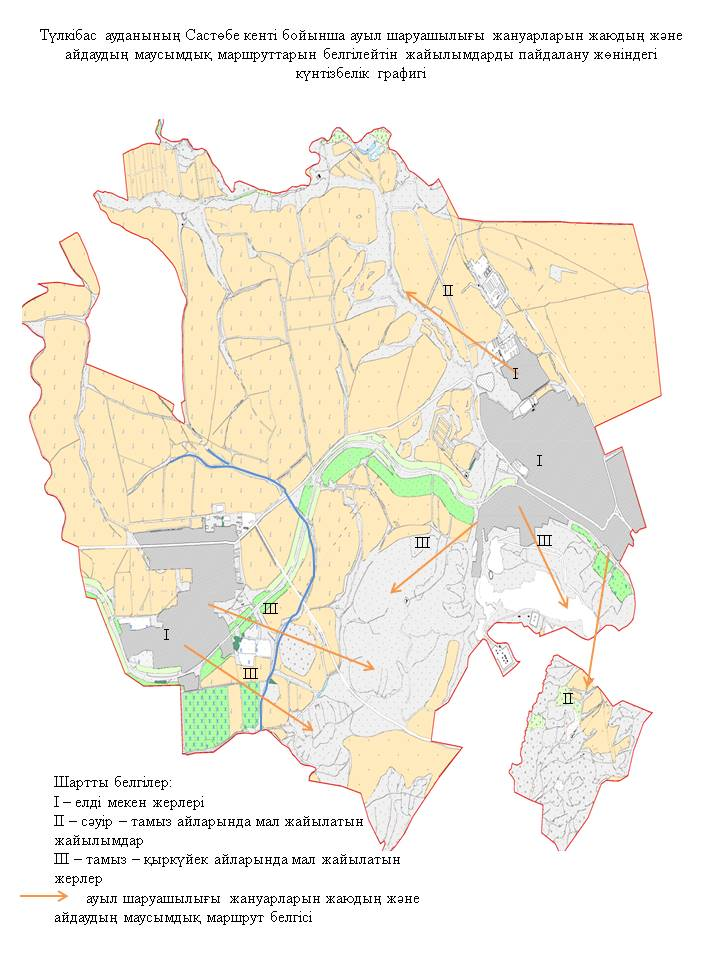 Түлкібас ауданының Састөбе кенті бойынша ауыл шаруашылығы жануарларын жаюдың және
айдаудың маусымдық маршруттарын белгілейтін жайылымдарды пайдалану жөніндегі
күнтізбелік графигі
II
I
I
III
III
III
I
III
II
Шартты белгілер:
I – елді мекен жерлері
II – сәуір – тамыз айларында мал жайылатын
жайылымдар
III – тамыз – қыркүйек айларында мал жайылатын
жерлер
ауыл шаруашылығы жануарларын жаюдың және
айдаудың маусымдық маршрут белгісі